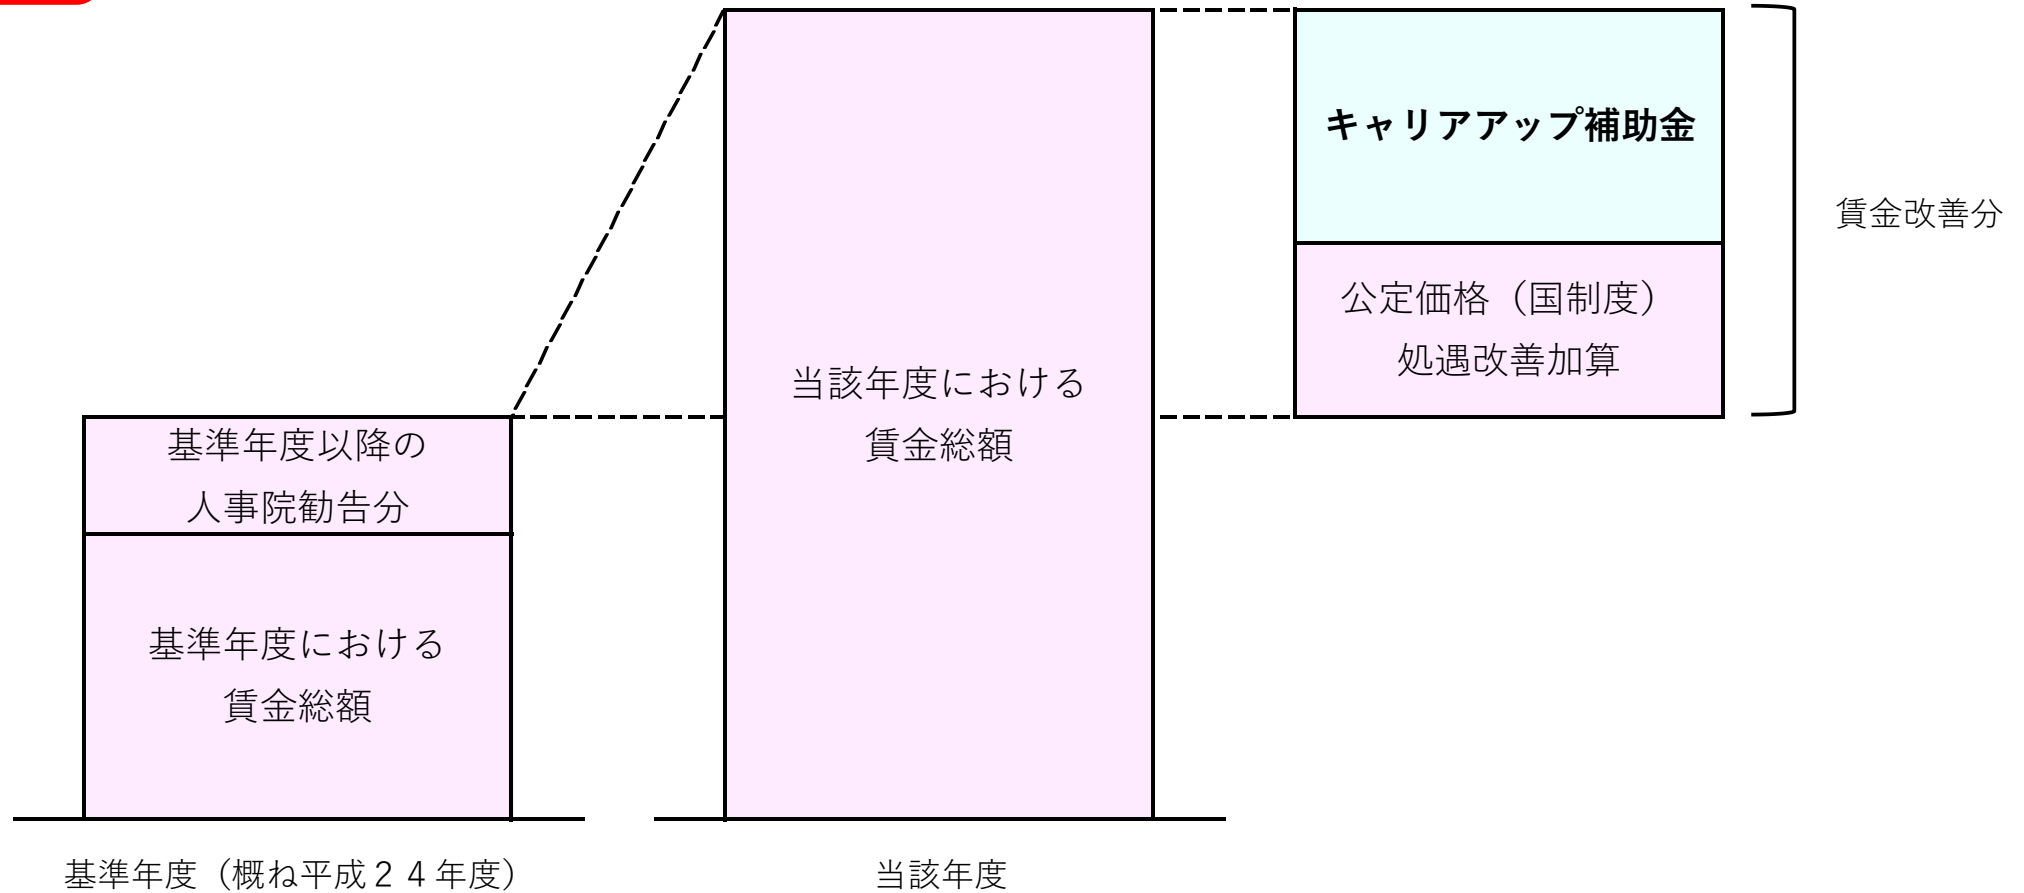 キャリアアップ補助金
賃金改善分
公定価格（国制度）
処遇改善加算
当該年度における
賃金総額
基準年度以降の
人事院勧告分
基準年度における
賃金総額
基準年度（概ね平成２４年度）
当該年度